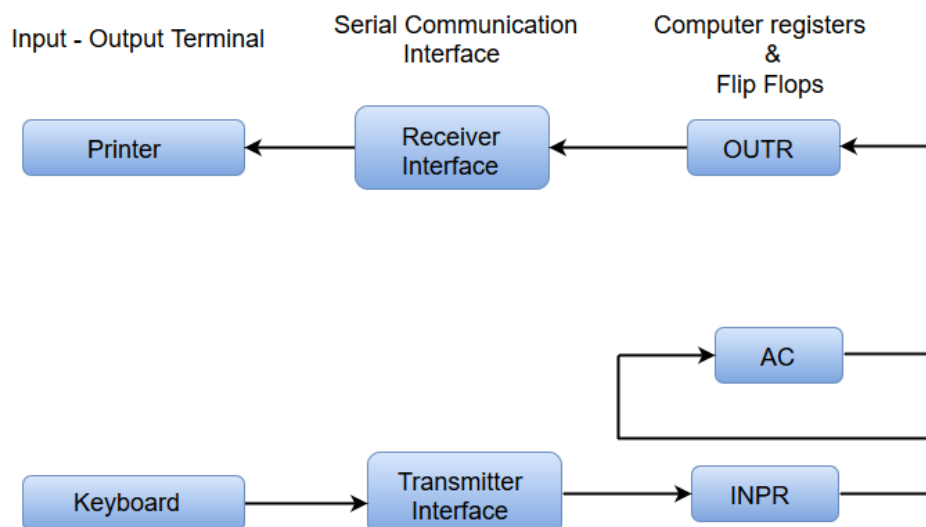 Input - Output Terminal
Serial Communication
Interface
Computer registers
&
Flip Flops
Printer
Receiver
Interface
OUTR
AC
Keyboard
Transmitter
Interface
INPR